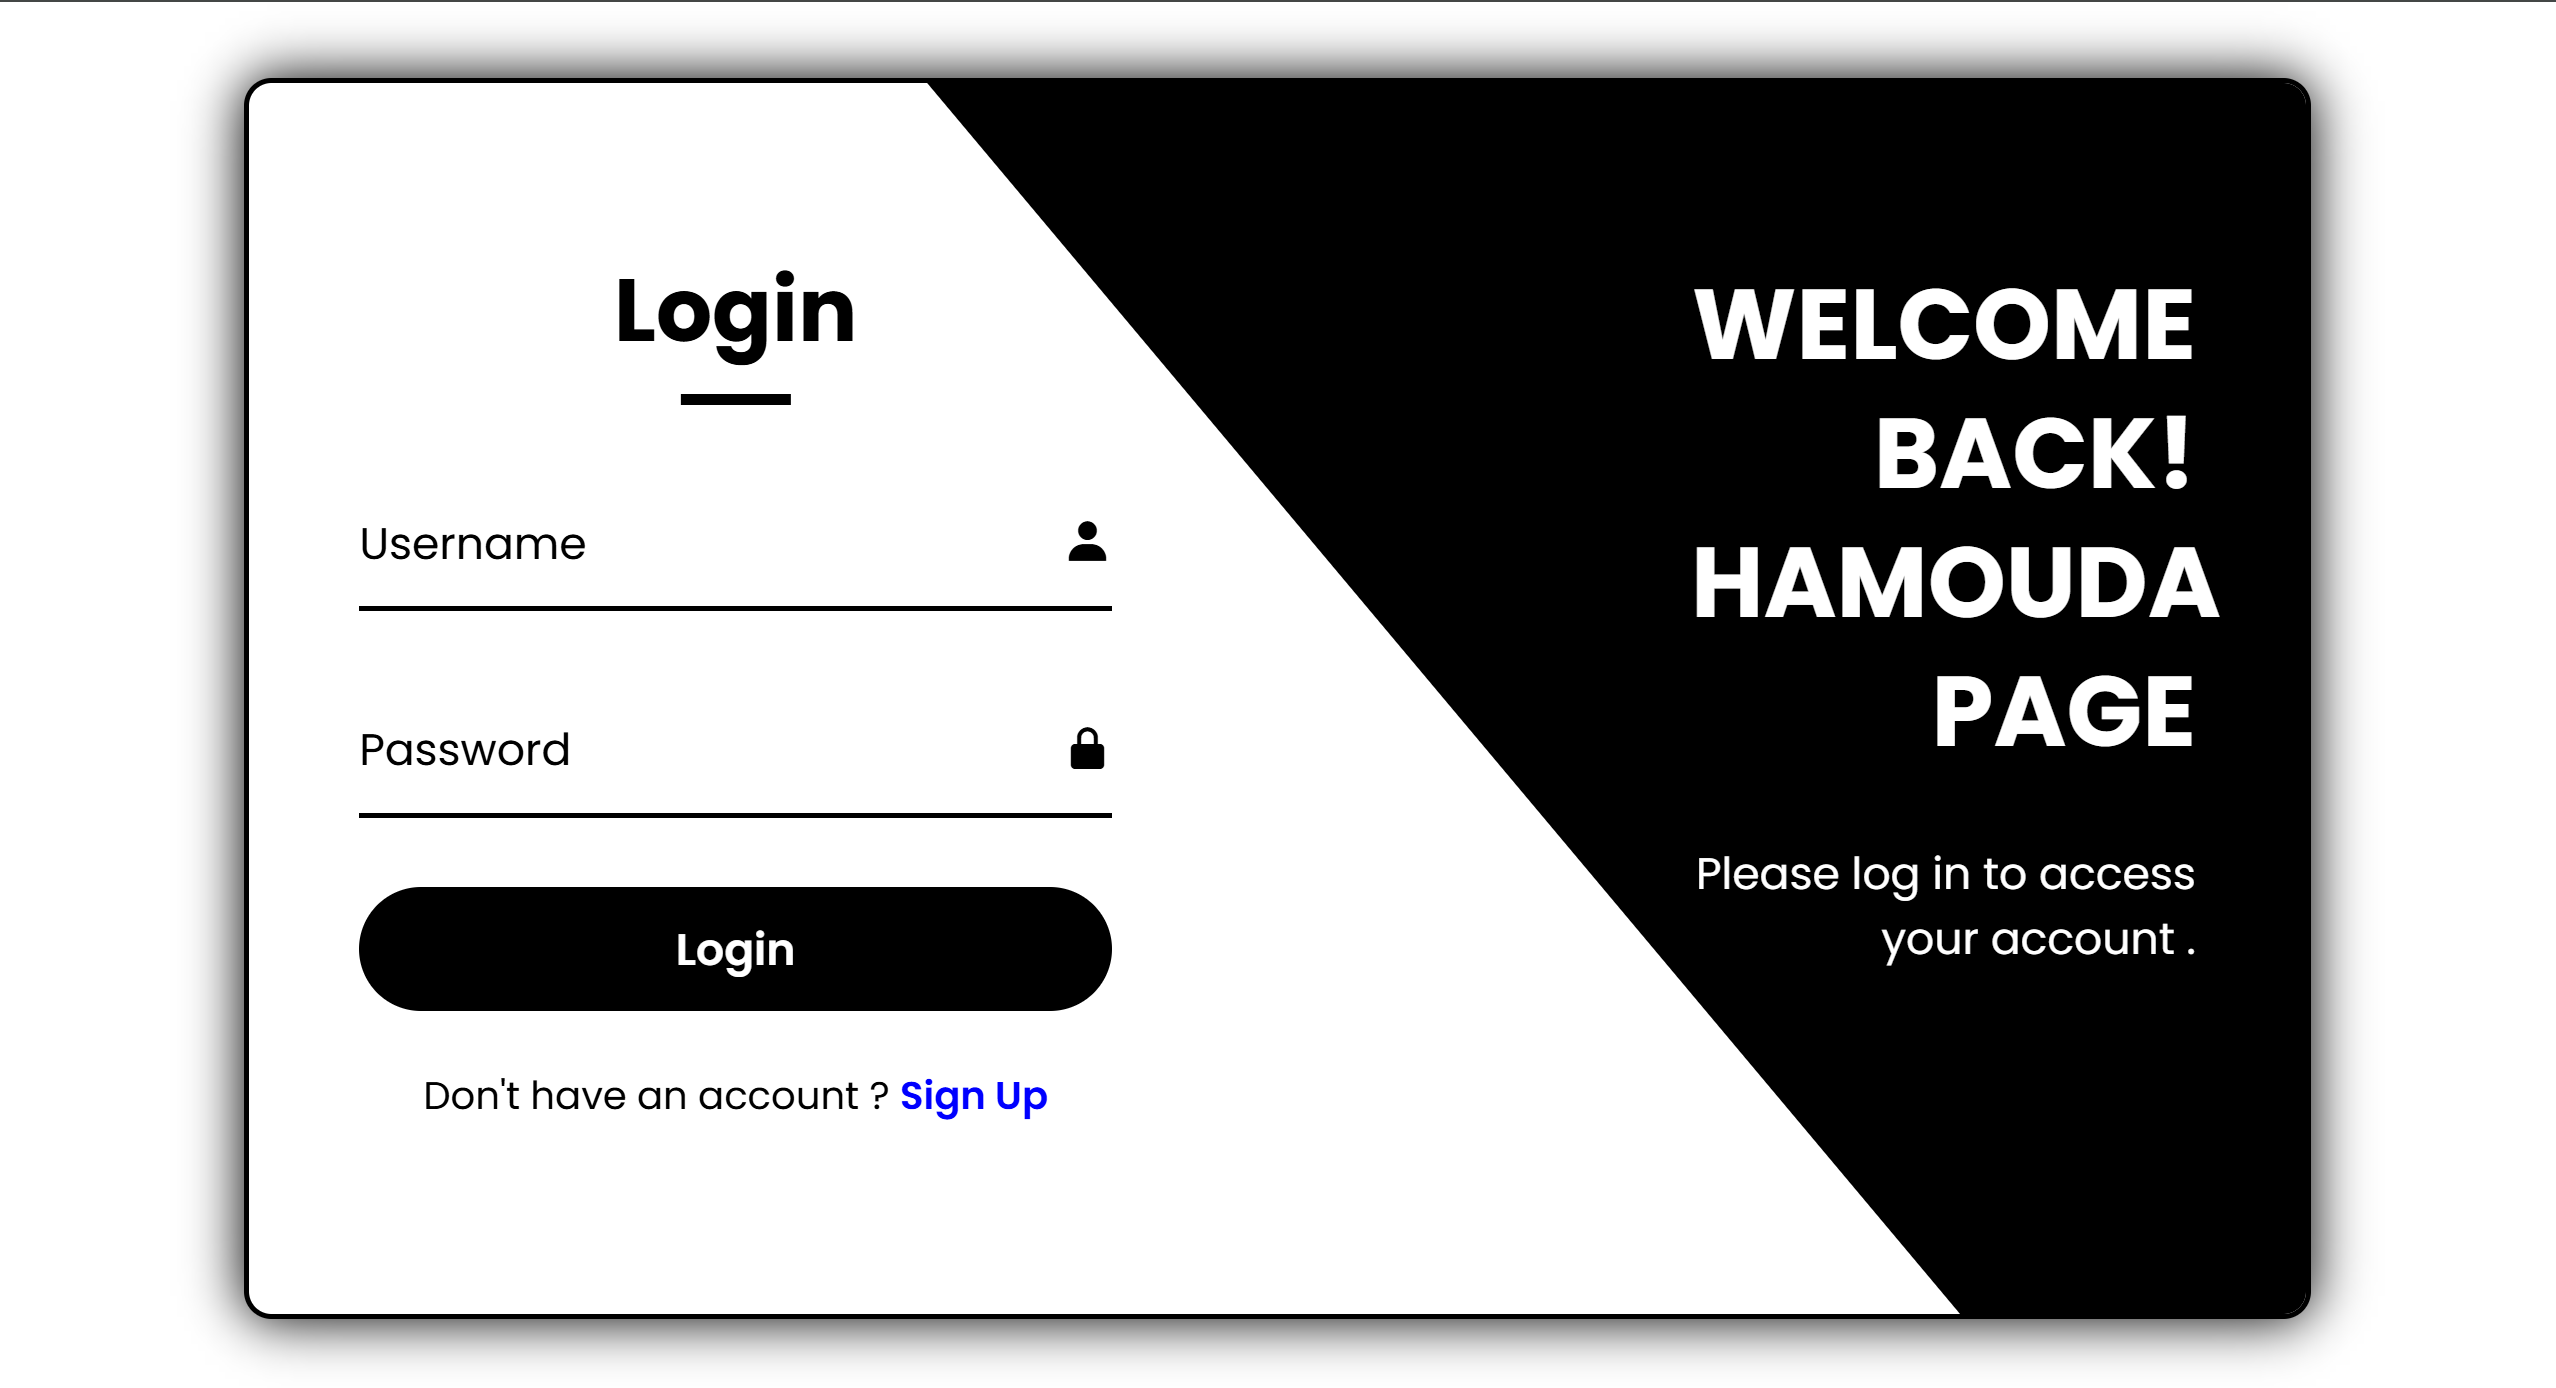 Login
Username
Password
Login
Don't have an account ? Sign Up
WELCOME
BACK!
HAMOUDA
PAGE
Please log in to access
your account .